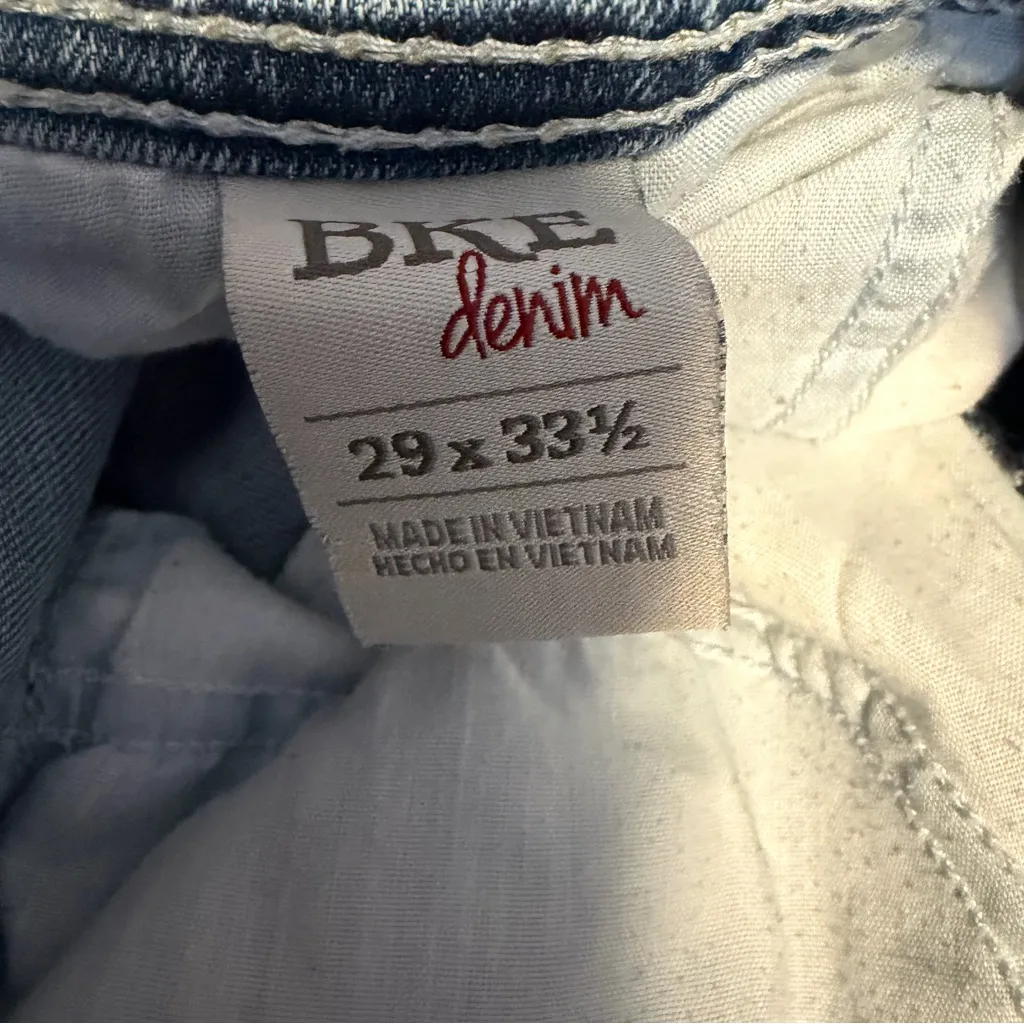 BKE
denim
29 x 33½
MADE IN VIETNAM
HECHO EN VIETNAM